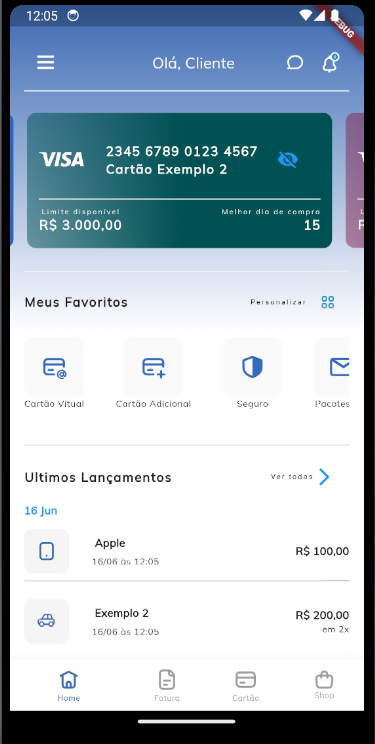 12:05
DEBUG
Olá, Cliente
VISA
2345 6789 0123 4567
Cartão Exemplo 2
Limite disponível
Melhor dia de compra
R$ 3.000,00
15
Meus Favoritos
Personalizar
Cartão Vitual
Cartão Adicional
Seguro
Pacotes
Ultimos Lançamentos
Ver todos
16 Jun
Apple
R$ 100,00
16/06 às 12:05
Exemplo 2
R$ 200,00
16/06 às 12:05
em 2x
Home
Fatura
Cartão
Shop